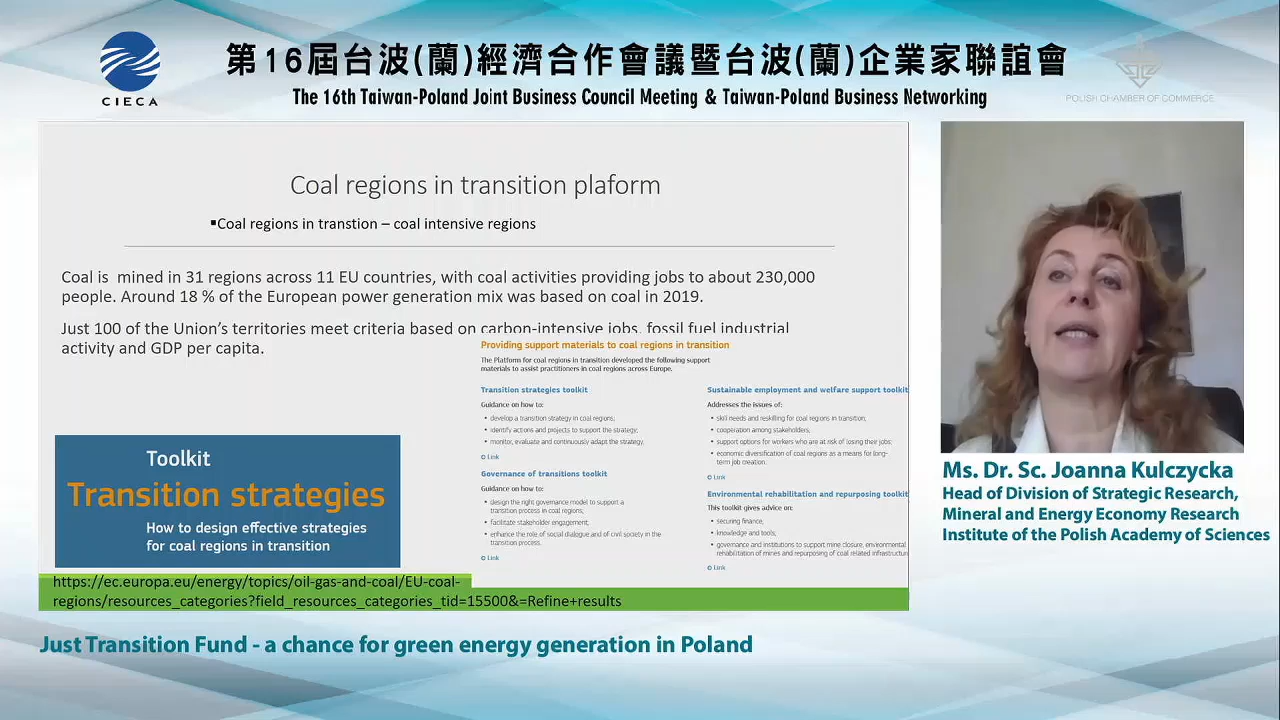 第16屆台波(蘭)經濟合作會議暨台波(蘭)企業家聯誼會
CIECA
The 16th Taiwan-Poland Joint Business Council Meeting & Taiwan-Poland Business Networking
POLISH CHAMBER OF COMMERCE
Coal regions in transition plaform
▪Coal regions in transtion – coal intensive regions
Coal is mined in 31 regions across 11 EU countries, with coal activities providing jobs to about 230,000
people. Around 18 % of the European power generation mix was based on coal in 2019.
Just 100 of the Union's territories meet criteria based on carbon-intensive jobs, fossil fuel industrial
activity and GDP per capita.
Providing support materials to coal regions in transition
The Platform for coal regions in transition developed the following support
materials to assist practitioners in coal regions across Europe.
Transition strategies toolkit
Guidance on how to:
• develop a transition strategy in coal regions;
• identify actions and projects to support the strategy;
• monitor, evaluate and continuously adapt the strategy.
Link
Governance of transitions toolkit
Guidance on how to:
• design the right governance model to support a
transition process in coal regions;
• facilitate stakeholder engagement;
• enhance the role of social dialogue and of civil society in the
transition process.
Link
Sustainable employment and welfare support toolkit
Addresses the issues of:
• skill needs and reskilling for coal regions in transition;
• cooperation among stakeholders;
• support options for workers who are at risk of losing their jobs;
• economic diversification of coal regions as a means for long-
term job creation.
Link
Environmental rehabilitation and repurposing toolkit
This toolkit gives advice on:
• securing finance;
• knowledge and tools;
• governance and institutions to support mine closure, environmental
rehabilitation of mines and repurposing of coal related infrastructur
Link
Toolkit
Transition strategies
How to design effective strategies
for coal regions in transition
https://ec.europa.eu/energy/topics/oil-gas-and-coal/EU-coal-
regions/resources_categories?field_resources_categories_tid=15500&=Refine+results
Ms. Dr. Sc. Joanna Kulczycka
Head of Division of Strategic Research,
Mineral and Energy Economy Research
Institute of the Polish Academy of Sciences
Just Transition Fund - a chance for green energy generation in Poland